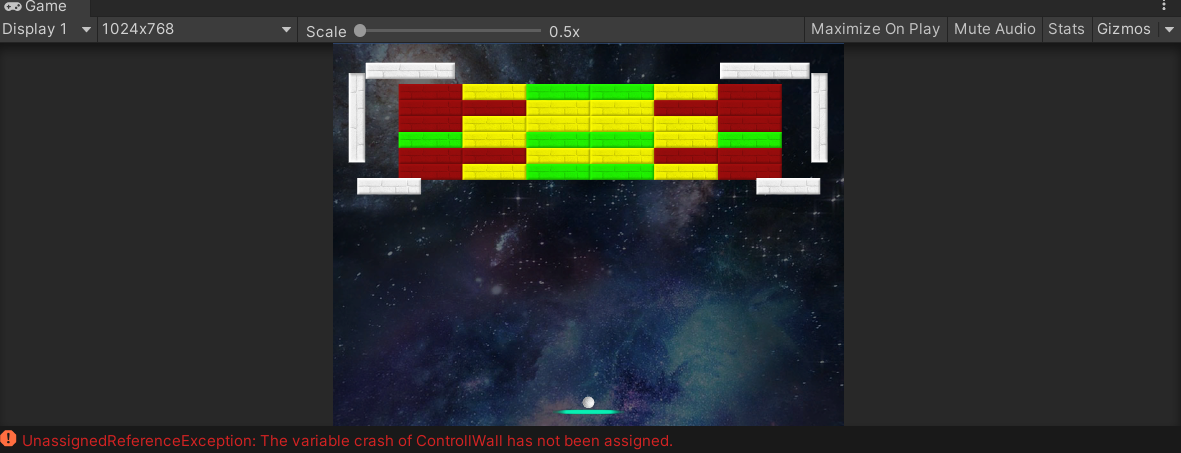 Game
Display 1 1024x768 Scale 0.5x Maximize On Play Mute Audio Stats Gizmos
UnassignedReferenceException: The variable crash of ControllWall has not been assigned.